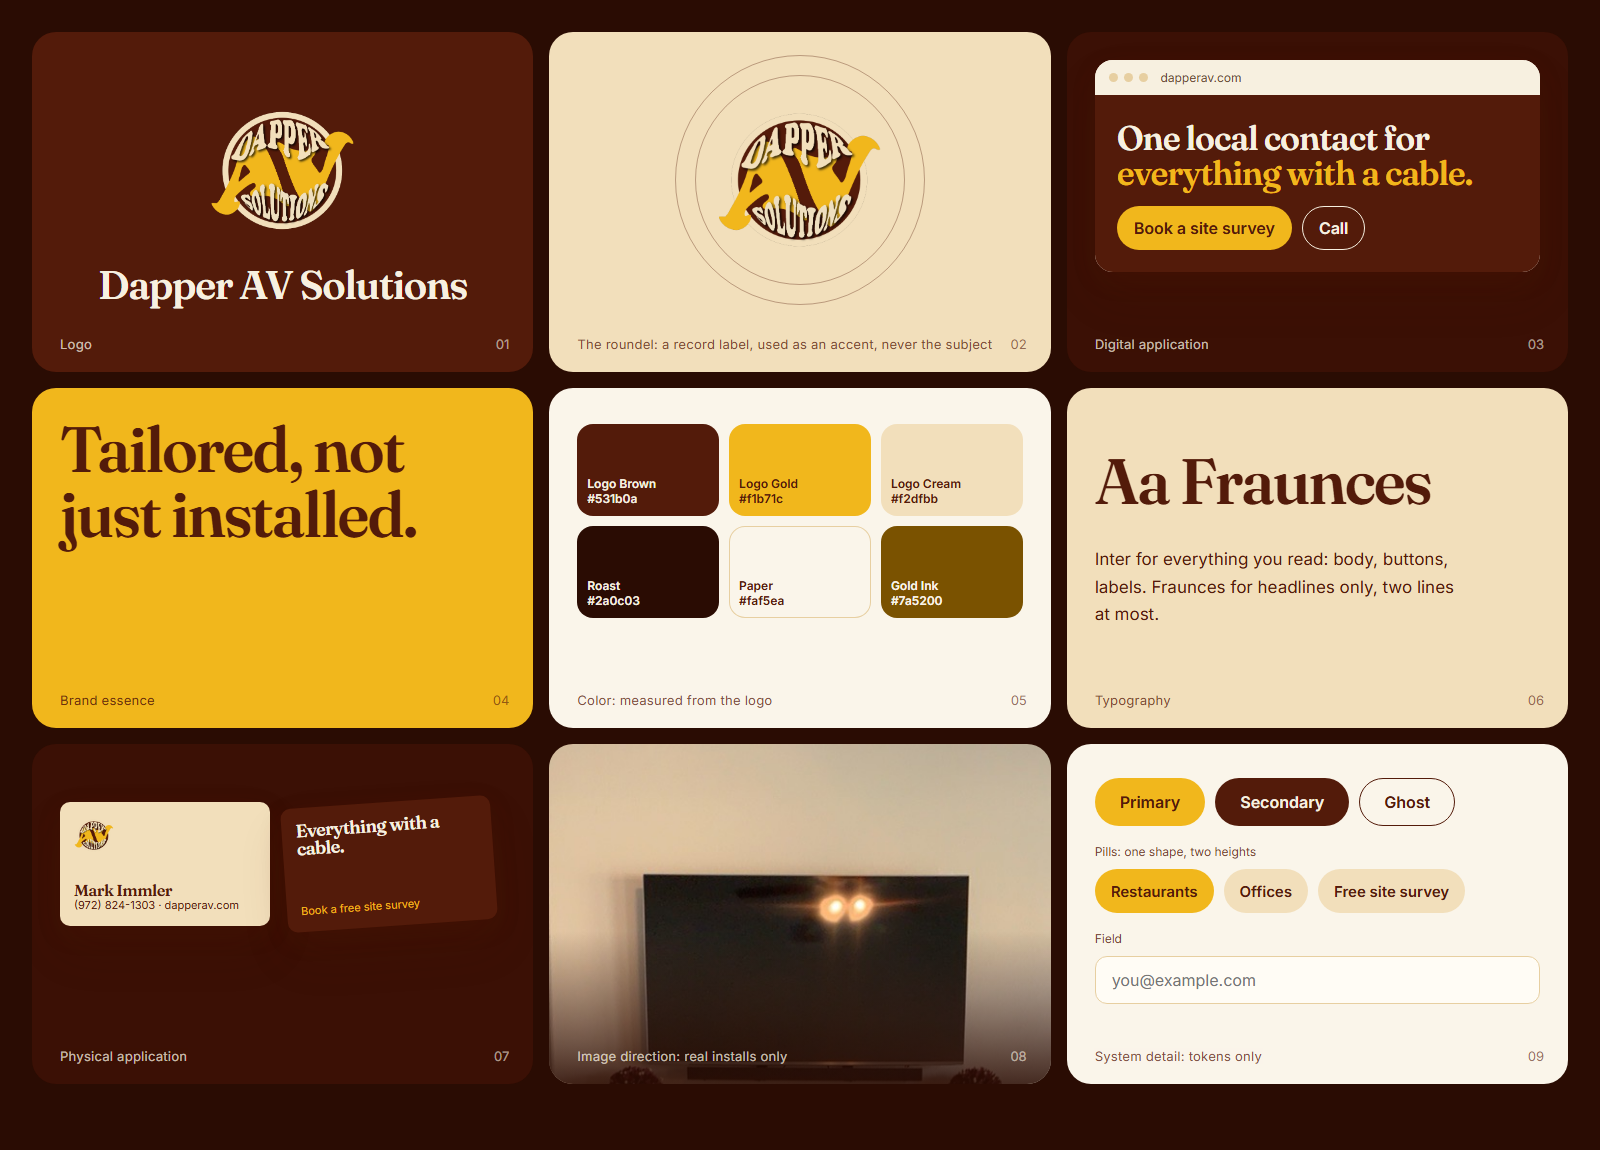 DAPPER
AV
SOLUTIONS
Dapper AV Solutions
Logo
01
DAPPER
AV
SOLUTIONS
The roundel: a record label, used as an accent, never the subject
02
dapperav.com
One local contact for
everything with a cable.
Book a site survey
Call
Digital application
03
Tailored, not
just installed.
Brand essence
04
Logo Brown
#531b0a
Logo Gold
#f1b71c
Logo Cream
#f2dfbb
Roast
#2a0c03
Paper
#faf5ea
Gold Ink
#7a5200
Color: measured from the logo
05
Aa Fraunces
Inter for everything you read: body, buttons,
labels. Fraunces for headlines only, two lines
at most.
Typography
06
DAPPER
AV
SOLUTIONS
Mark Immler
(972) 824-1303 · dapperav.com
Everything with a
cable.
Book a free site survey
Physical application
07
Image direction: real installs only
08
Primary
Secondary
Ghost
Pills: one shape, two heights
Restaurants
Offices
Free site survey
Field
you@example.com
System detail: tokens only
09